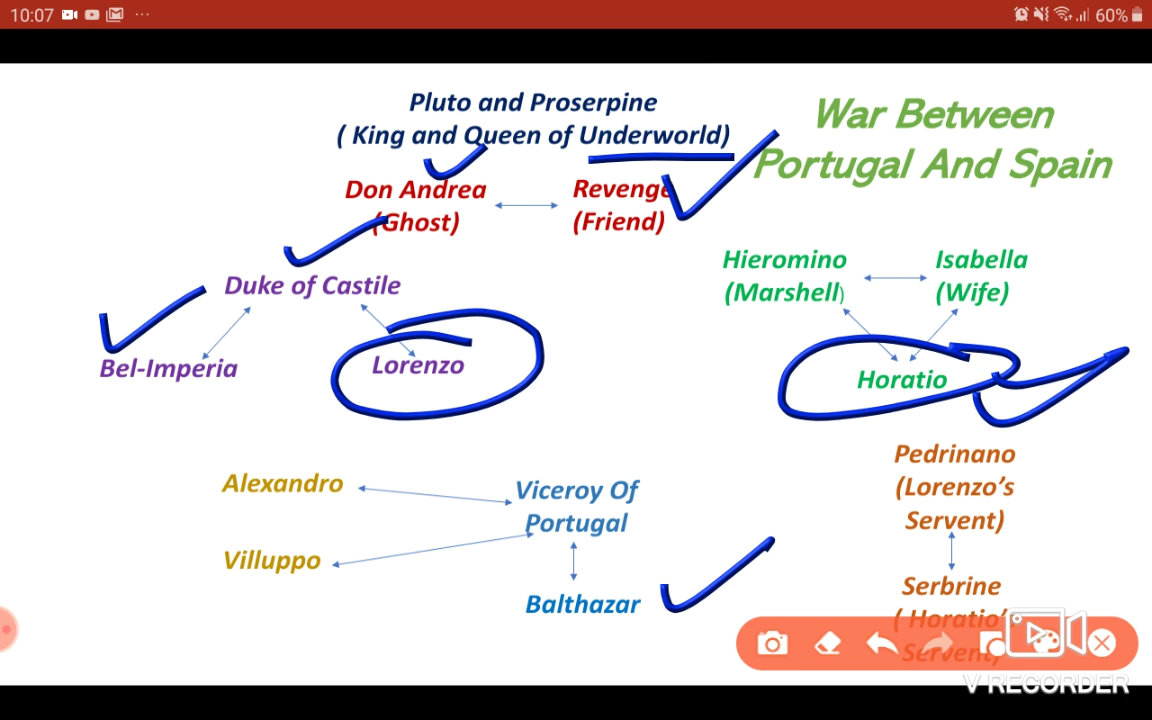 10:07
60%
Pluto and Proserpine
( King and Queen of Underworld)
War Between
Portugal And Spain
Don Andrea
(Ghost)
Revenge
(Friend)
Duke of Castile
Hieromino
(Marshell)
Isabella
(Wife)
Bel-Imperia
Lorenzo
Horatio
Alexandro
Viceroy Of
Portugal
Villuppo
Balthazar
Pedrinano
(Lorenzo's
Servent)
Serbrine
( Horatio's
Servent)
V RECORDER